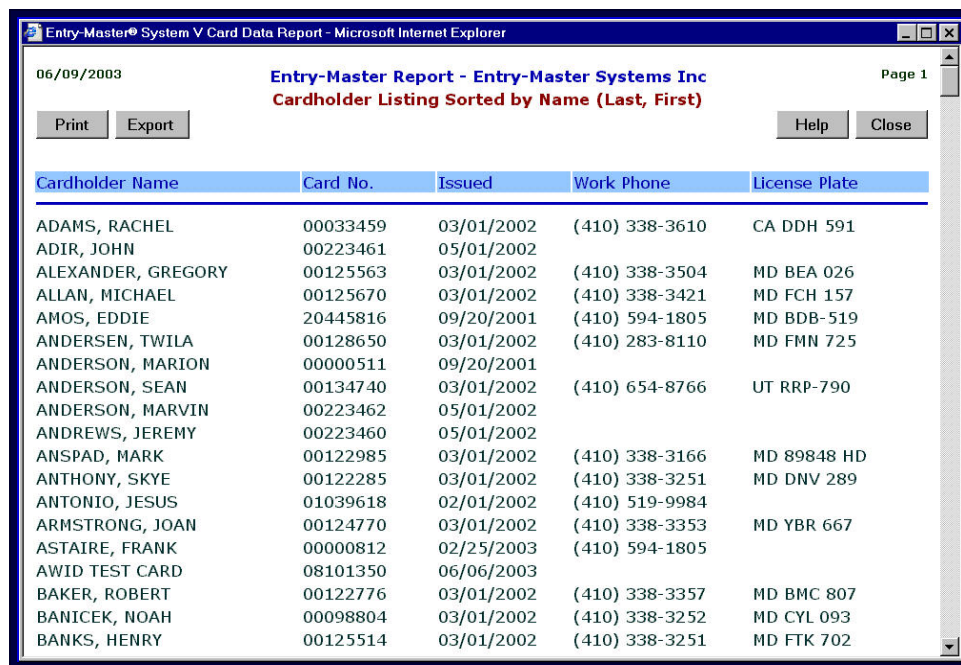 Entry-Master® System V Card Data Report - Microsoft Internet Explorer
06/09/2003 Entry-Master Report - Entry-Master Systems Inc Page 1
Cardholder Listing Sorted by Name (Last, First)
Print Export Help Close
Cardholder Name Card No. Issued Work Phone License Plate
ADAMS, RACHEL 00033459 03/01/2002 (410) 338-3610 CA DDH 591
ADIR, JOHN 00223461 05/01/2002
ALEXANDER, GREGORY 00125563 03/01/2002 (410) 338-3504 MD BEA 026
ALLAN, MICHAEL 00125670 03/01/2002 (410) 338-3421 MD FCH 157
AMOS, EDDIE 20445816 09/20/2001 (410) 594-1805 MD BDB-519
ANDERSEN, TWILA 00128650 03/01/2002 (410) 283-8110 MD FMN 725
ANDERSON, MARION 00000511 09/20/2001
ANDERSON, SEAN 00134740 03/01/2002 (410) 654-8766 UT RRP-790
ANDERSON, MARVIN 00223462 05/01/2002
ANDREWS, JEREMY 00223460 05/01/2002
ANSPAD, MARK 00122985 03/01/2002 (410) 338-3166 MD 89848 HD
ANTHONY, SKYE 00122285 03/01/2002 (410) 338-3251 MD DNV 289
ANTONIO, JESUS 01039618 02/01/2002 (410) 519-9984
ARMSTRONG, JOAN 00124770 03/01/2002 (410) 338-3353 MD YBR 667
ASTAIRE, FRANK 00000812 02/25/2003 (410) 594-1805
AWID TEST CARD 08101350 06/06/2003
BAKER, ROBERT 00122776 03/01/2002 (410) 338-3357 MD BMC 807
BANICEK, NOAH 00098804 03/01/2002 (410) 338-3252 MD CYL 093
BANKS, HENRY 00125514 03/01/2002 (410) 338-3251 MD FTK 702